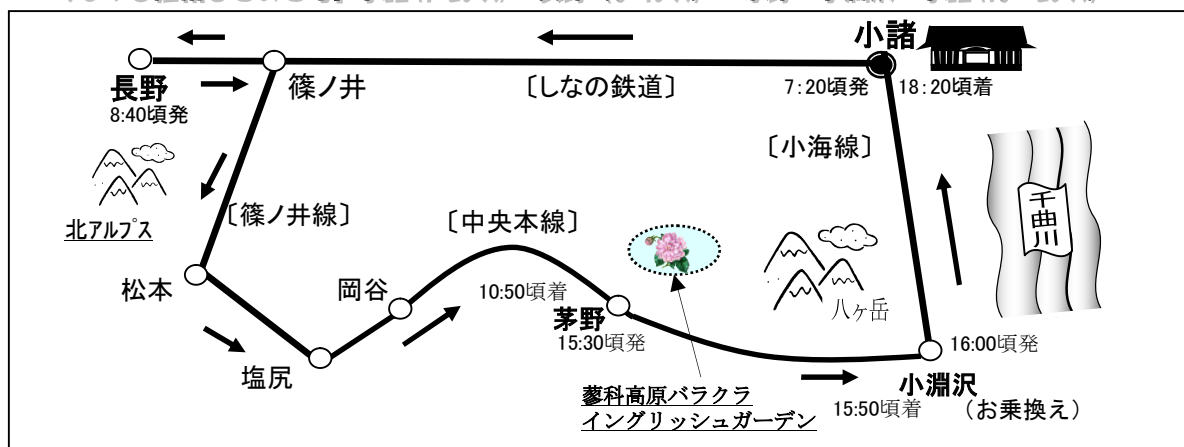 小諸
長野
篠ノ井
〔しなの鉄道〕
7:20頃発
18:20頃着
8:40頃発
〔小海線〕
千曲川
北アルプス
〔篠ノ井線〕
〔中央本線〕
松本
岡谷
10:50頃着
茅野
15:30頃発
八ヶ岳
塩尻
16:00頃発
小淵沢
蓼科高原バラクラ
イングリッシュガーデン
15:50頃着
(お乗換え)